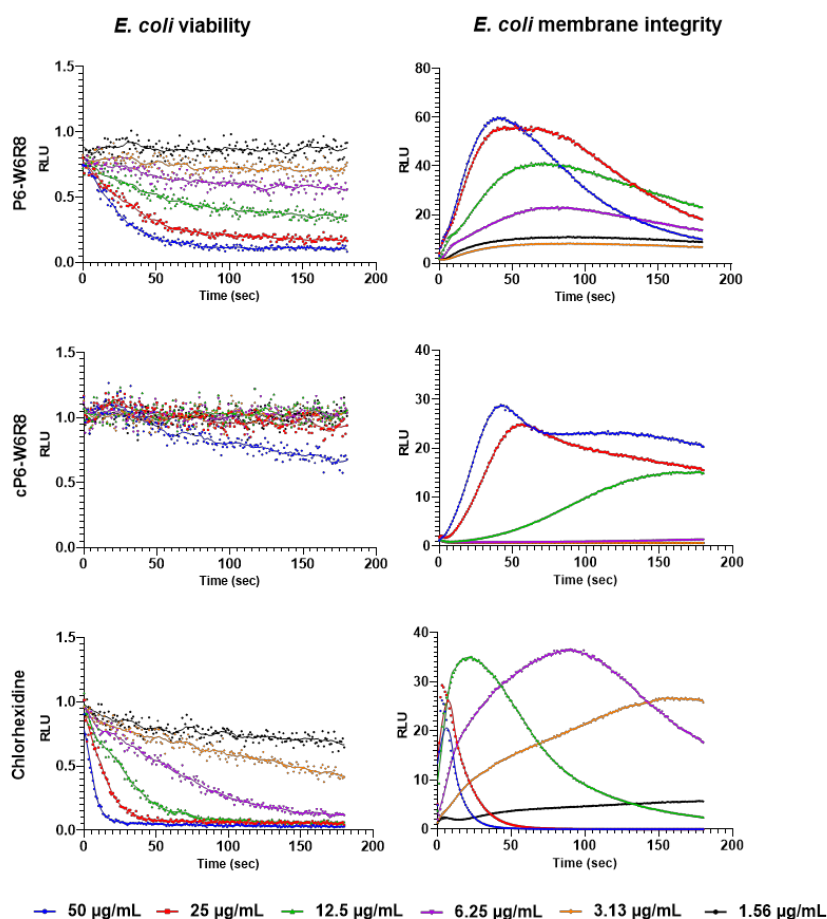 E. coli viability
E. coli membrane integrity
P6-W6R8
RLU
1.5
1.0
0.5
0.0
0 50 100 150 200
Time (sec)
RLU
80
60
40
20
0
0 50 100 150 200
Time (sec)
cP6-W6R8
RLU
1.5
1.0
0.5
0.0
0 50 100 150 200
Time (sec)
RLU
40
30
20
10
0
0 50 100 150 200
Time (sec)
Chlorhexidine
RLU
1.5
1.0
0.5
0.0
0 50 100 150 200
Time (sec)
RLU
40
30
20
10
0
0 50 100 150 200
Time (sec)
50 µg/mL 25 µg/mL 12.5 µg/mL 6.25 µg/mL 3.13 µg/mL 1.56 µg/mL